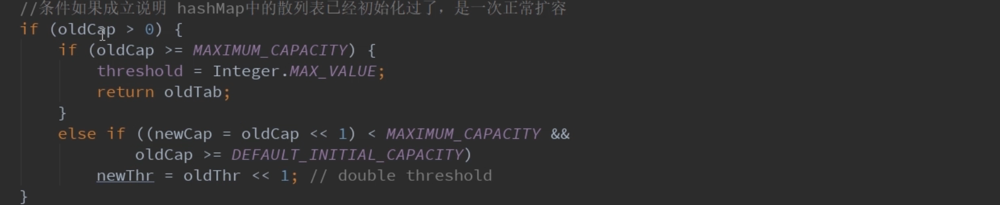 //条件如果成立说明 hashMap中的散列表已经初始化过了，是一次正常扩容
if (oldCap > 0) {
if (oldCap >= MAXIMUM_CAPACITY) {
threshold = Integer.MAX_VALUE;
return oldTab;
}
else if ((newCap = oldCap << 1) < MAXIMUM_CAPACITY &&
oldCap >= DEFAULT_INITIAL_CAPACITY)
newThr = oldThr << 1; // double threshold
}